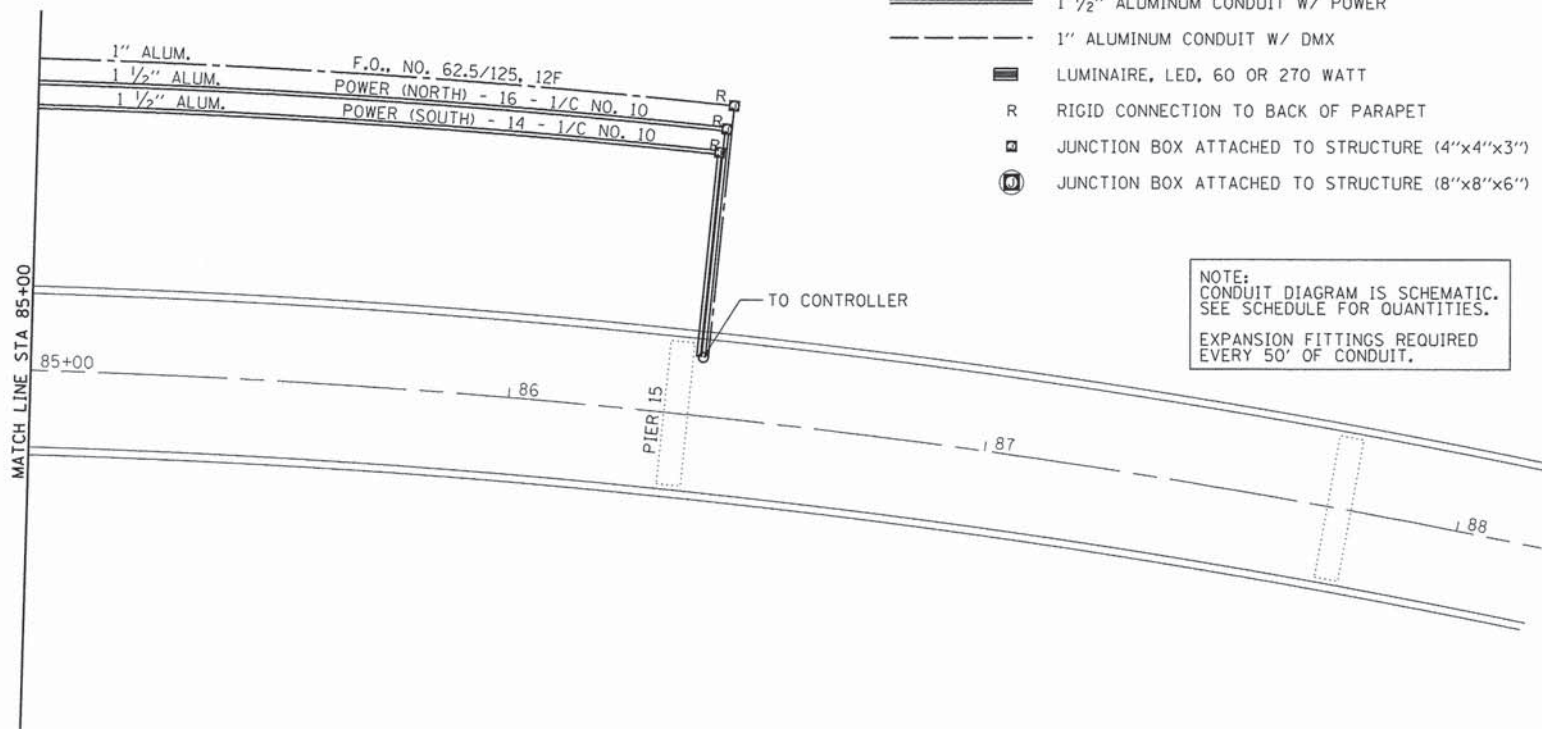 1 1/2" ALUMINUM CONDUIT W/ POWER
1" ALUMINUM CONDUIT W/ DMX
LUMINAIRE, LED, 60 OR 270 WATT
R RIGID CONNECTION TO BACK OF PARAPET
J JUNCTION BOX ATTACHED TO STRUCTURE (4"x4"x3")
J JUNCTION BOX ATTACHED TO STRUCTURE (8"x8"x6")
1" ALUM. F.O., NO. 62.5/125, 12F R
1 1/2" ALUM. POWER (NORTH) - 16 - 1/C NO. 10 R
1 1/2" ALUM. POWER (SOUTH) - 14 - 1/C NO. 10 R
NOTE:
CONDUIT DIAGRAM IS SCHEMATIC.
SEE SCHEDULE FOR QUANTITIES.
EXPANSION FITTINGS REQUIRED
EVERY 50' OF CONDUIT.
TO CONTROLLER
MATCH LINE STA 85+00
85+00
86
PIER 15
87
88